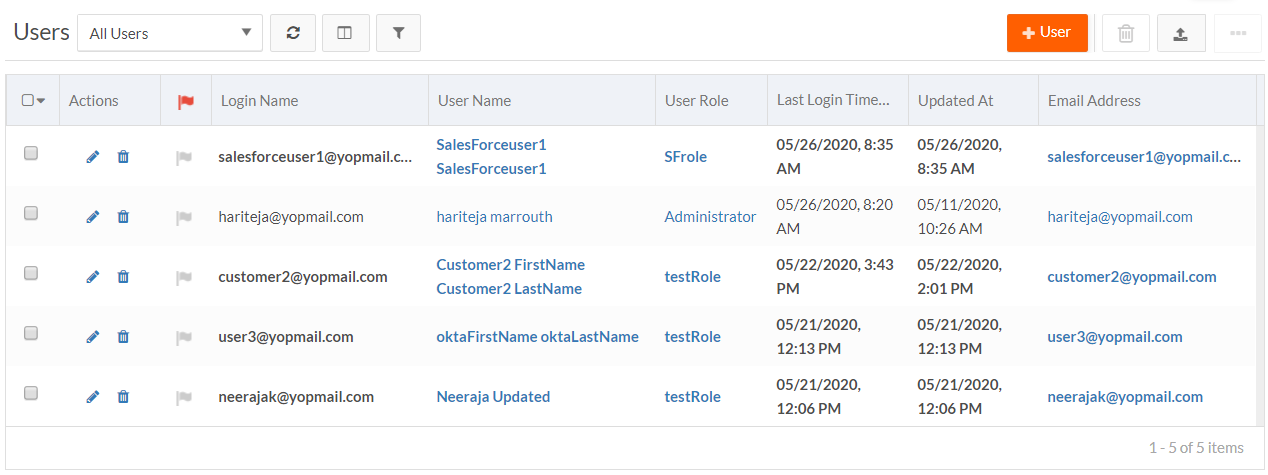 Users All Users + User
Actions Login Name User Name User Role Last Login Time... Updated At Email Address
salesforceuser1@yopmail.c... SalesForceuser1 SalesForceuser1 SFrole 05/26/2020, 8:35 AM 05/26/2020, 8:35 AM salesforceuser1@yopmail.c...
hariteja@yopmail.com hariteja marrouth Administrator 05/26/2020, 8:20 AM 05/11/2020, 10:26 AM hariteja@yopmail.com
customer2@yopmail.com Customer2 FirstName Customer2 LastName testRole 05/22/2020, 3:43 PM 05/22/2020, 2:01 PM customer2@yopmail.com
user3@yopmail.com oktaFirstName oktaLastName testRole 05/21/2020, 12:13 PM 05/21/2020, 12:13 PM user3@yopmail.com
neerajak@yopmail.com Neeraja Updated testRole 05/21/2020, 12:06 PM 05/21/2020, 12:06 PM neerajak@yopmail.com
1 - 5 of 5 items